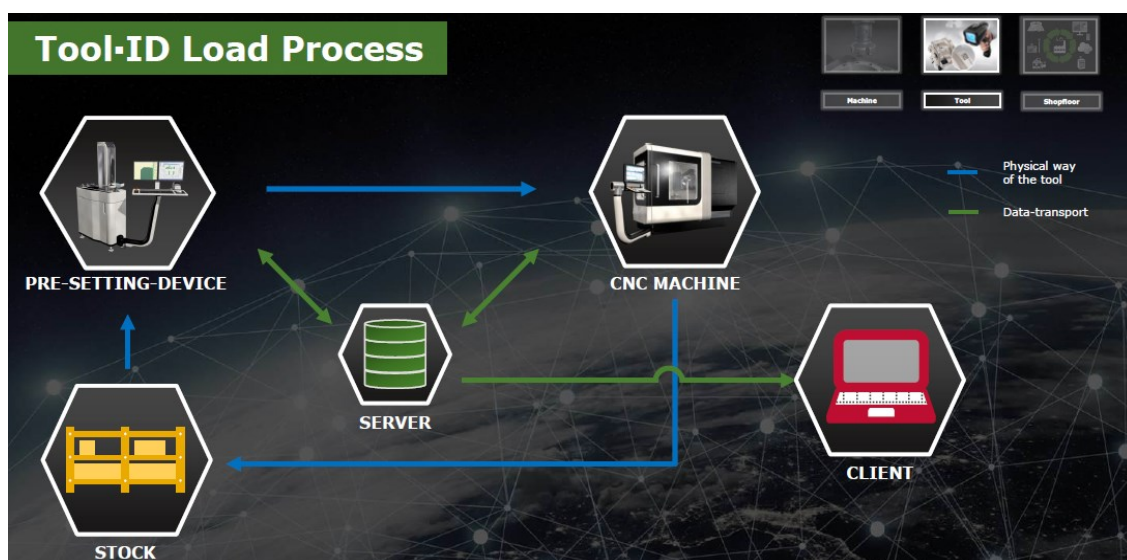 Tool▪ID Load Process
Machine
Tool
Shopfloor
Physical way
of the tool
Data-transport
PRE-SETTING-DEVICE
CNC MACHINE
SERVER
CLIENT
STOCK